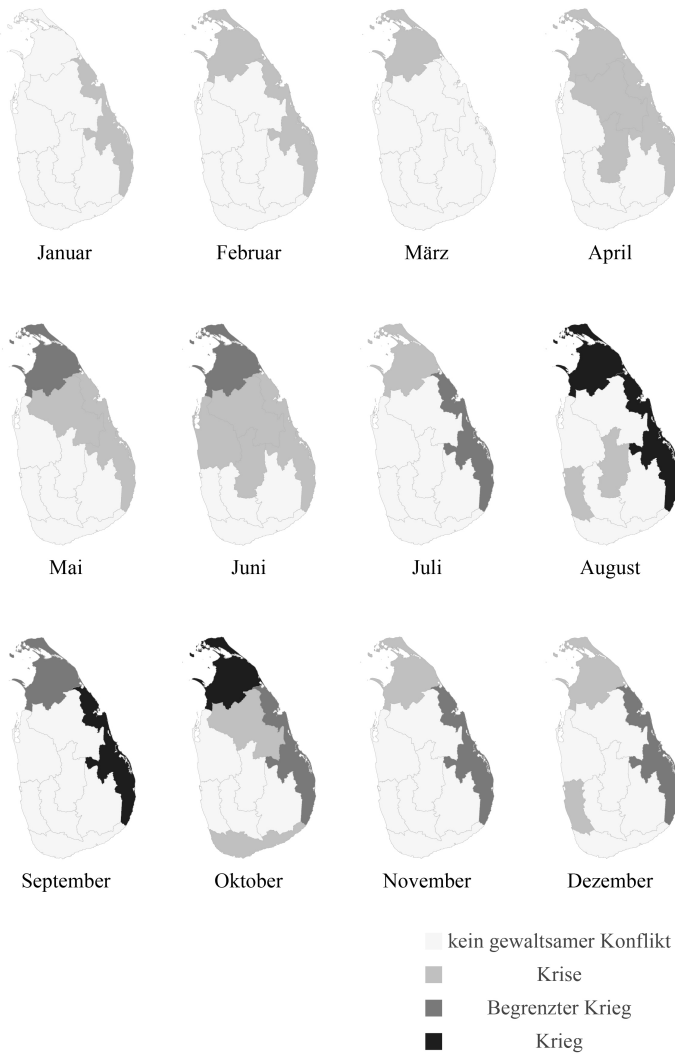 Januar
Februar
März
April
Mai
Juni
Juli
August
September
Oktober
November
Dezember
kein gewaltsamer Konflikt
Krise
Begrenzter Krieg
Krieg